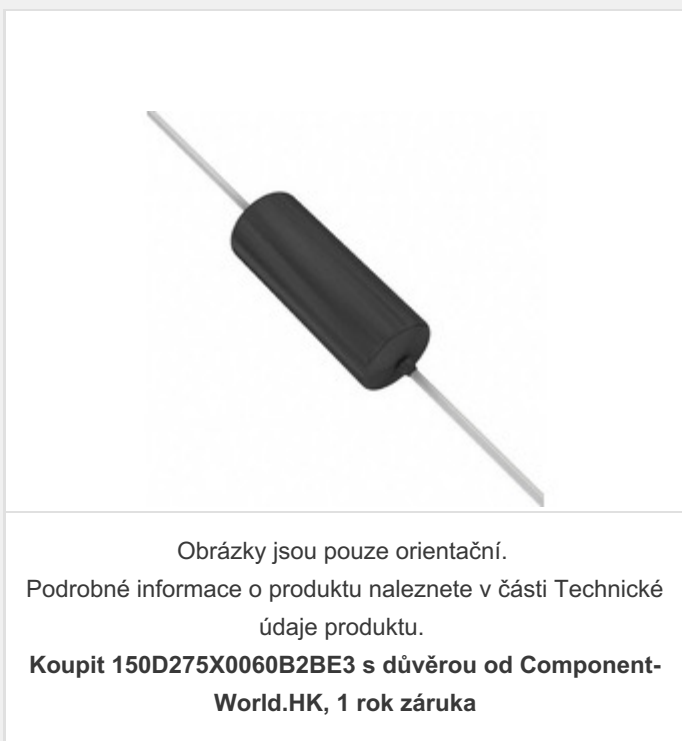 Obrázky jsou pouze orientační.
Podrobné informace o produktu naleznete v části Technické
údaje produktu.
Koupit 150D275X0060B2BE3 s důvěrou od Component-
World.HK, 1 rok záruka